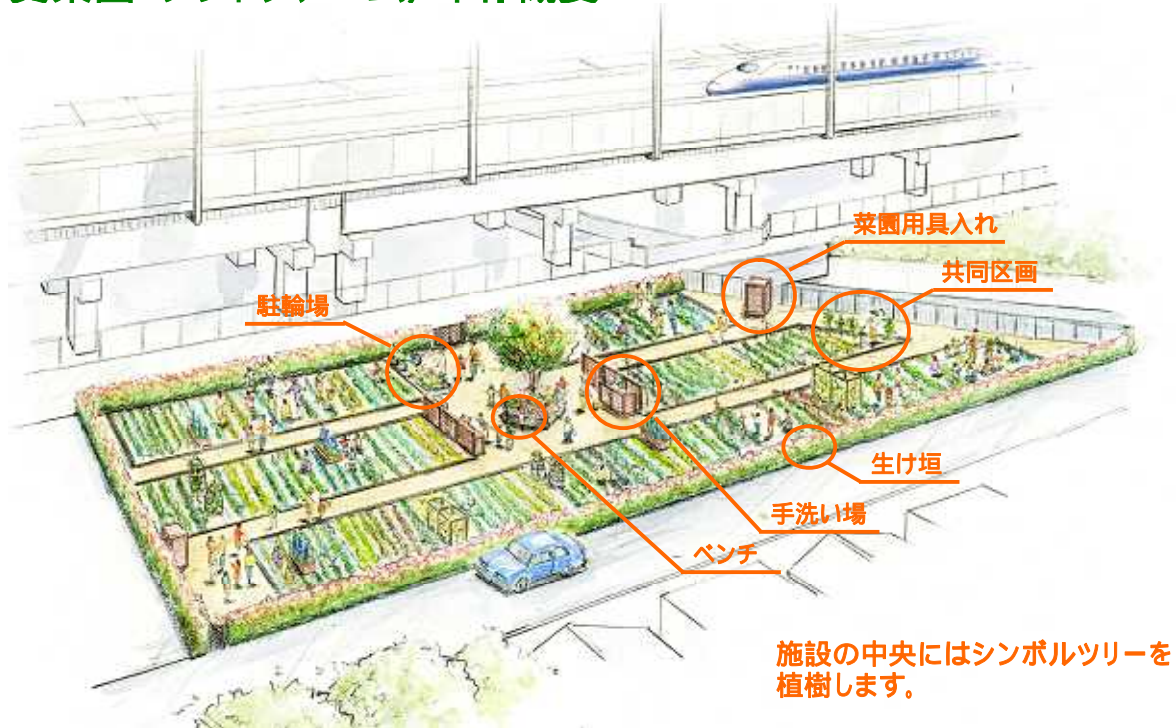 菜園用具入れ
共同区画
駐輪場
生け垣
手洗い場
ベンチ
施設の中央にはシンボルツリーを
植樹します。